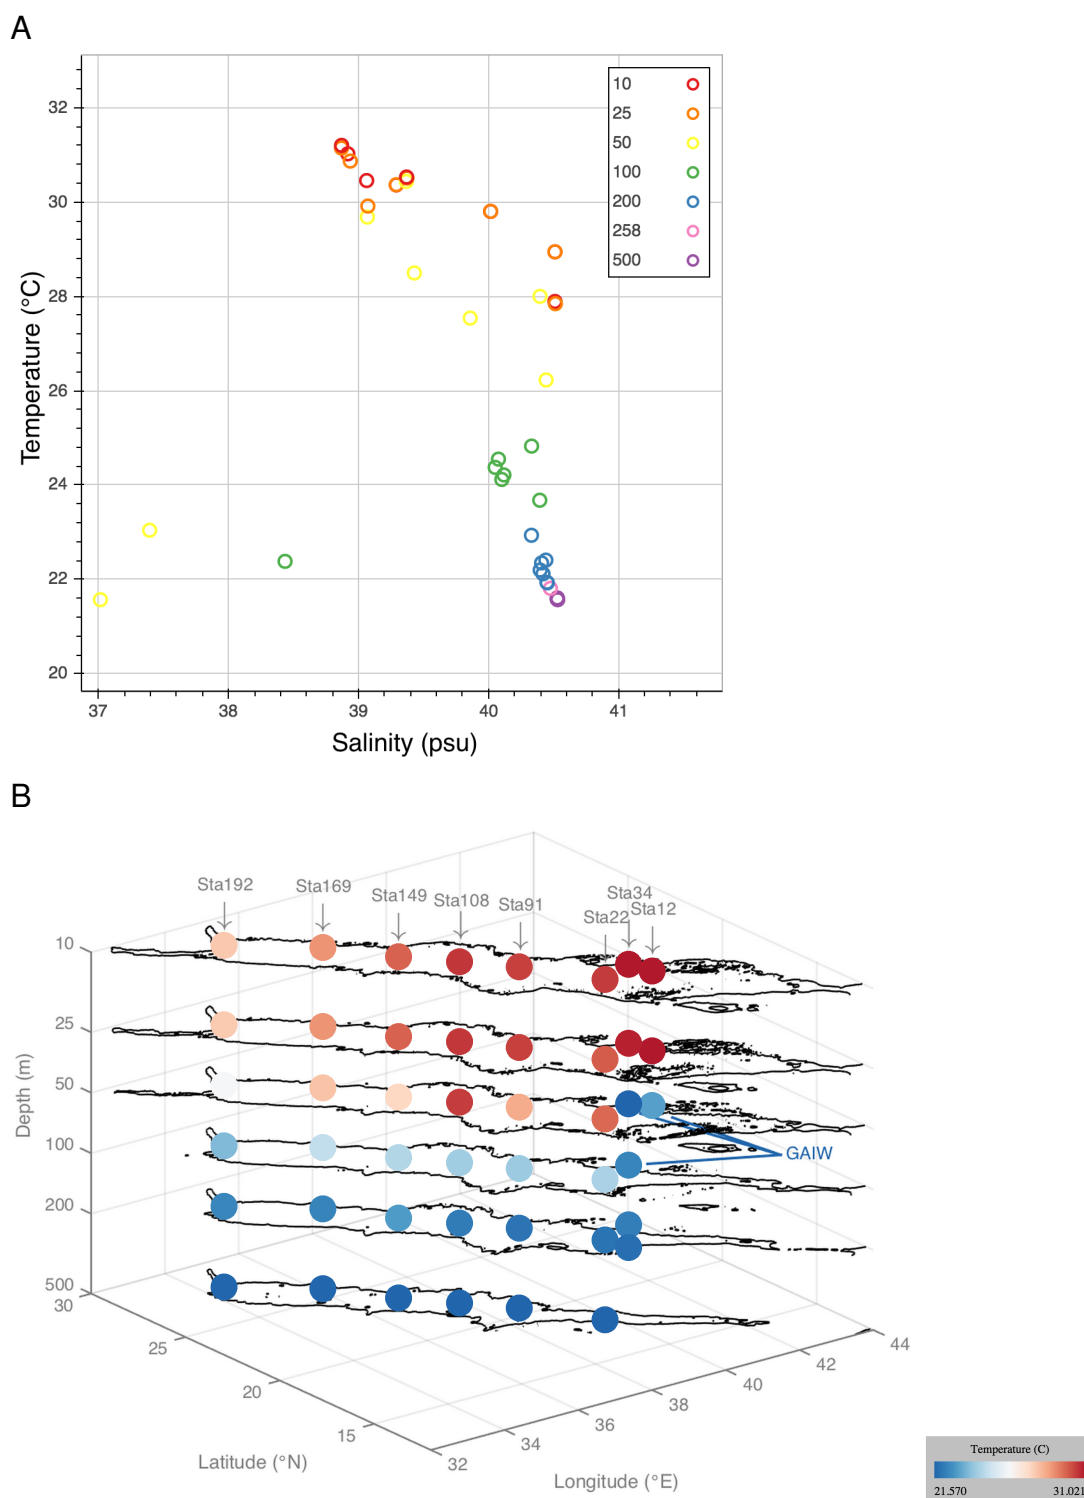 A
Temperature (°C)
32
30
28
26
24
22
20
10
25
50
100
200
258
500
37 38 39 40 41
Salinity (psu)
B
Sta192 Sta169 Sta149 Sta108 Sta91 Sta22 Sta34 Sta12
Depth (m)
10
25
50
100
200
500
GAIW
30
25
20
15
Latitude (°N)
32
34
36
38
40
42
44
Longitude (°E)
Temperature (C)
21.570 31.021